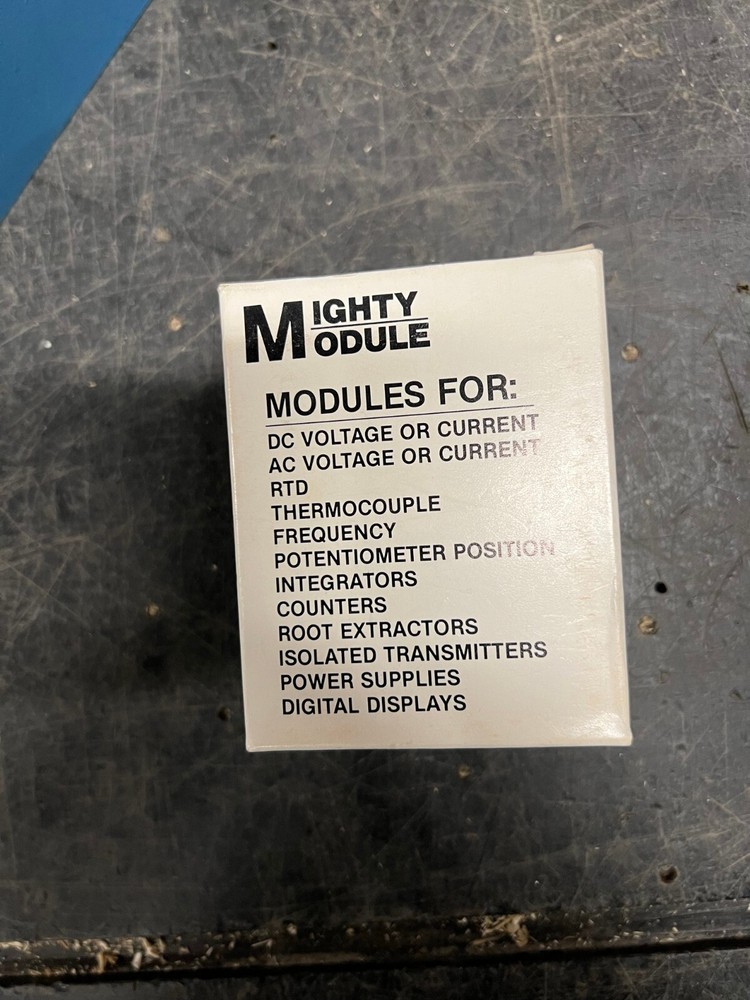 MIGHTY
MODULE
MODULES FOR:
DC VOLTAGE OR CURRENT
AC VOLTAGE OR CURRENT
RTD
THERMOCOUPLE
FREQUENCY
POTENTIOMETER POSITION
INTEGRATORS
COUNTERS
ROOT EXTRACTORS
ISOLATED TRANSMITTERS
POWER SUPPLIES
DIGITAL DISPLAYS